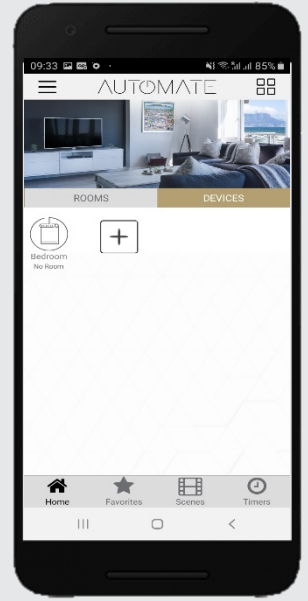 09:33 85%
AUTOMATE
ROOMS DEVICES
Bedroom
No Room
Home Favorites Scenes Timers